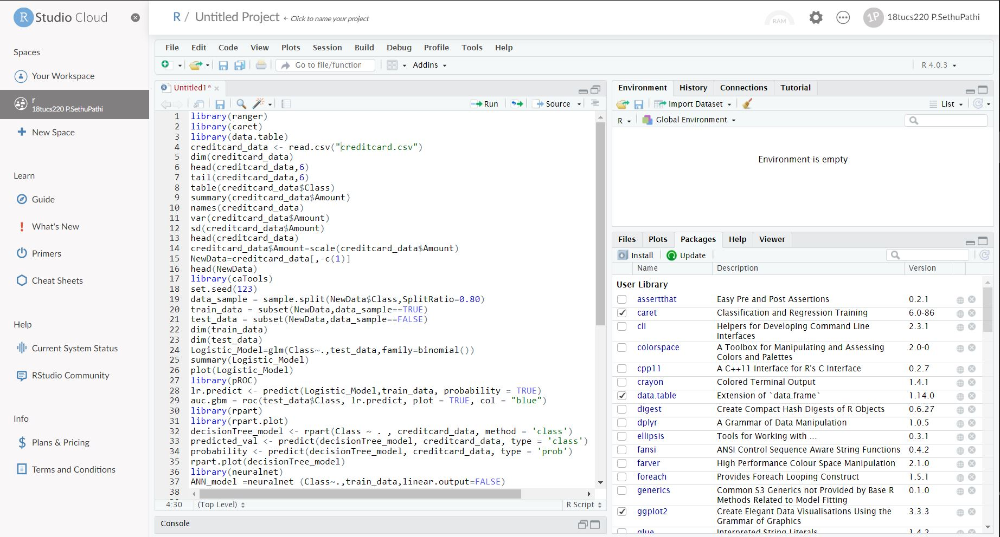 R Studio Cloud
Spaces
Your Workspace
r
18tucs220 P.SethuPathi
New Space
Learn
Guide
What's New
Primers
Cheat Sheets
Help
Current System Status
RStudio Community
Info
Plans & Pricing
Terms and Conditions
R / Untitled Project ← Click to name your project
RAM
1P 18tucs220 P.SethuPathi
File Edit Code View Plots Session Build Debug Profile Tools Help
Go to file/function Addins R 4.0.3
Untitled1*
Run Source
1 library(ranger)
2 library(caret)
3 library(data.table)
4 creditcard_data <- read.csv("creditcard.csv")
5 dim(creditcard_data)
6 head(creditcard_data,6)
7 tail(creditcard_data,6)
8 table(creditcard_data$Class)
9 summary(creditcard_data$Amount)
10 names(creditcard_data)
11 var(creditcard_data$Amount)
12 sd(creditcard_data$Amount)
13 head(creditcard_data)
14 creditcard_data$Amount=scale(creditcard_data$Amount)
15 NewData=creditcard_data[,-c(1)]
16 head(NewData)
17 library(caTools)
18 set.seed(123)
19 data_sample = sample.split(NewData$Class,SplitRatio=0.80)
20 train_data = subset(NewData,data_sample==TRUE)
21 test_data = subset(NewData,data_sample==FALSE)
22 dim(train_data)
23 dim(test_data)
24 Logistic_Model=glm(Class~.,test_data,family=binomial())
25 summary(Logistic_Model)
26 plot(Logistic_Model)
27 library(pROC)
28 lr.predict <- predict(Logistic_Model,train_data, probability = TRUE)
29 auc.gbm = roc(test_data$Class, lr.predict, plot = TRUE, col = "blue")
30 library(rpart)
31 library(rpart.plot)
32 decisionTree_model <- rpart(Class ~ . , creditcard_data, method = 'class')
33 predicted_val <- predict(decisionTree_model, creditcard_data, type = 'class')
34 probability <- predict(decisionTree_model, creditcard_data, type = 'prob')
35 rpart.plot(decisionTree_model)
36 library(neuralnet)
37 ANN_model =neuralnet (Class~.,train_data,linear.output=FALSE)
38
4:30 (Top Level) R Script
Console
Environment History Connections Tutorial
Import Dataset List
R Global Environment
Environment is empty
Files Plots Packages Help Viewer
Install Update
Name Description Version
User Library
assertthat Easy Pre and Post Assertions 0.2.1
caret Classification and Regression Training 6.0-86
cli Helpers for Developing Command Line 2.3.1
Interfaces
colorspace A Toolbox for Manipulating and Assessing 2.0-0
Colors and Palettes
cpp11 A C++11 Interface for R's C Interface 0.2.7
crayon Colored Terminal Output 1.4.1
data.table Extension of `data.frame` 1.14.0
digest Create Compact Hash Digests of R Objects 0.6.27
dplyr A Grammar of Data Manipulation 1.0.5
ellipsis Tools for Working with ... 0.3.1
fansi ANSI Control Sequence Aware String Functions 0.4.2
farver High Performance Colour Space Manipulation 2.1.0
foreach Provides Foreach Looping Construct 1.5.1
generics Common S3 Generics not Provided by Base R 0.1.0
Methods Related to Model Fitting
ggplot2 Create Elegant Data Visualisations Using the 3.3.3
Grammar of Graphics
glue Interpreted String Literals 1.4.2